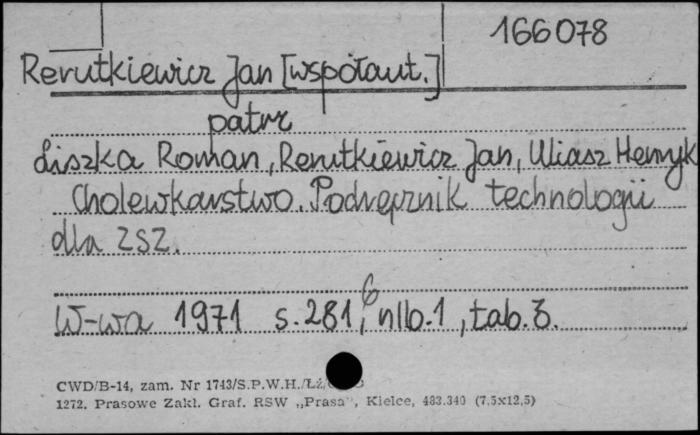 166078
Rerutkiewicz Jan [współaut.]
patrz
Liszka Roman, Rerutkiewicz Jan, Uliasz Henryk
Cholewkarstwo. Podręcznik technologii
dla ZSZ.
W-wa 1971 s. 281, 6 nlb. 1, tab. 3.
CWD/B-14, zam. Nr 1743/S.P.W.H./Łź/
1272. Prasowe Zakł. Graf. RSW „Prasa”, Kielce, 483.340 (7,5x12,5)